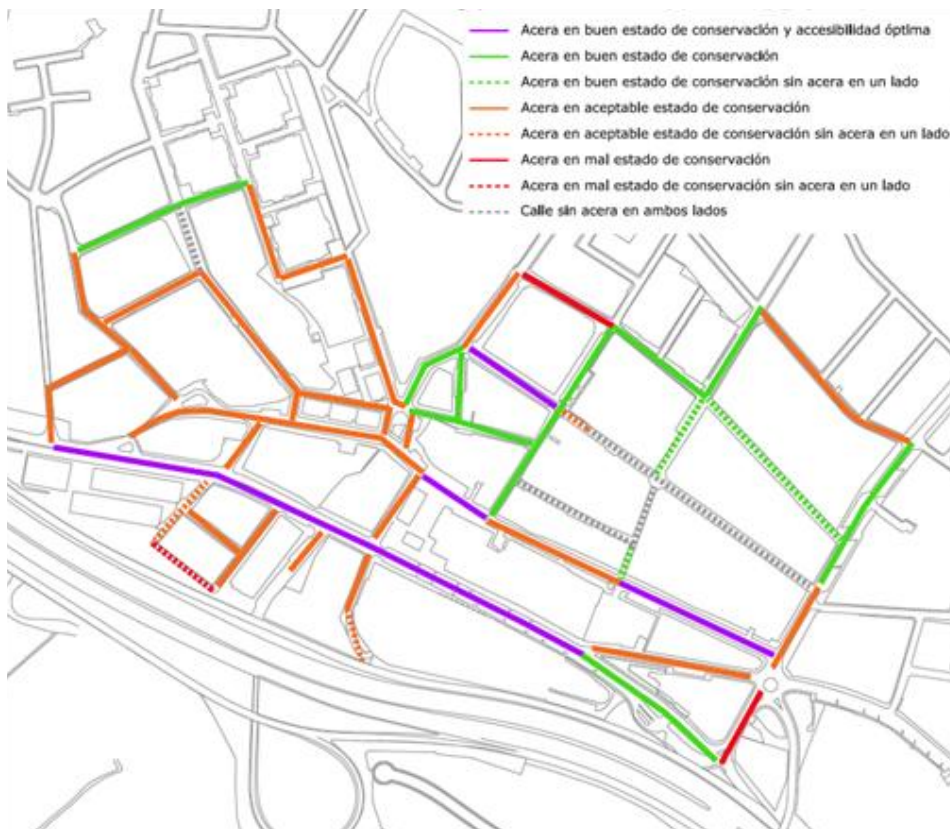 Acera en buen estado de conservación y accesibilidad óptima
Acera en buen estado de conservación
Acera en buen estado de conservación sin acera en un lado
Acera en aceptable estado de conservación
Acera en aceptable estado de conservación sin acera en un lado
Acera en mal estado de conservación
Acera en mal estado de conservación sin acera en un lado
Calle sin acera en ambos lados